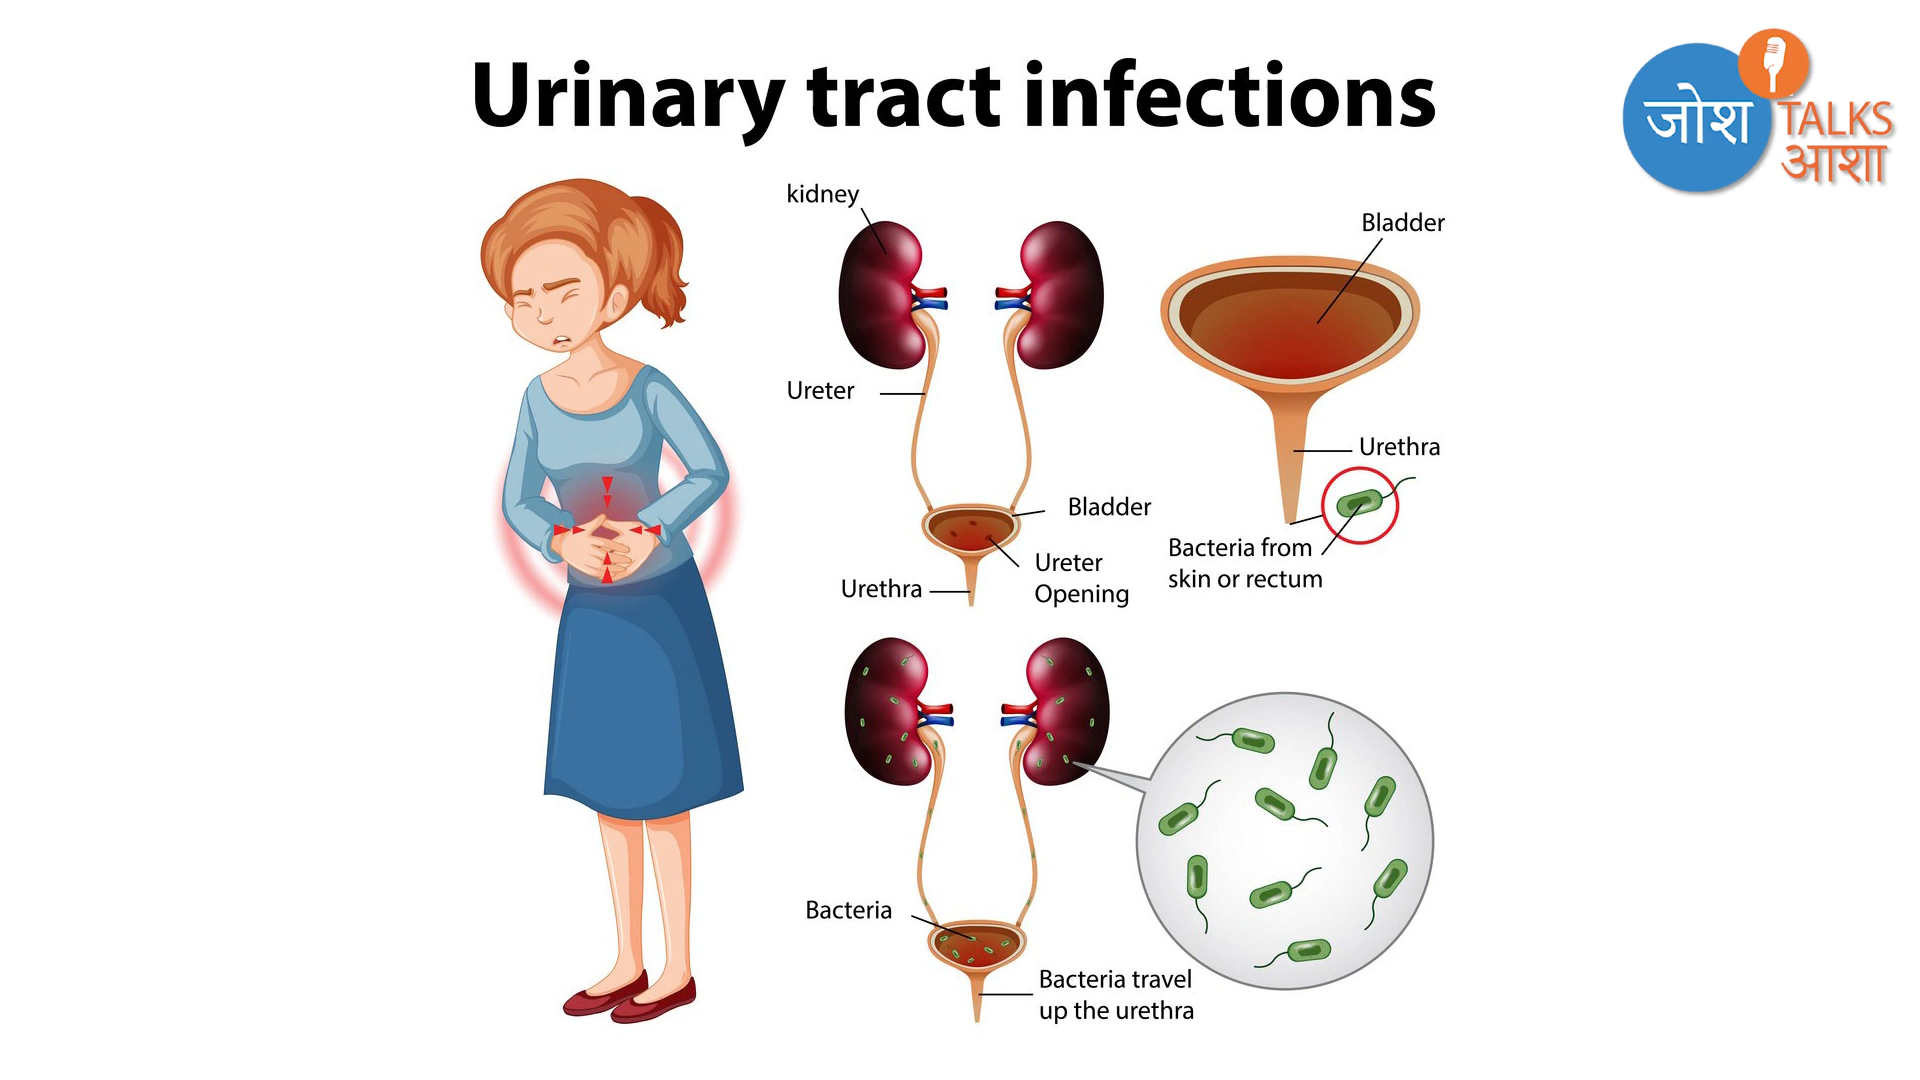 Urinary tract infections
जोश
TALKS
आशा
kidney
Bladder
Ureter
Urethra
Bladder
Bacteria from
skin or rectum
Ureter
Opening
Urethra
Bacteria
Bacteria travel
up the urethra